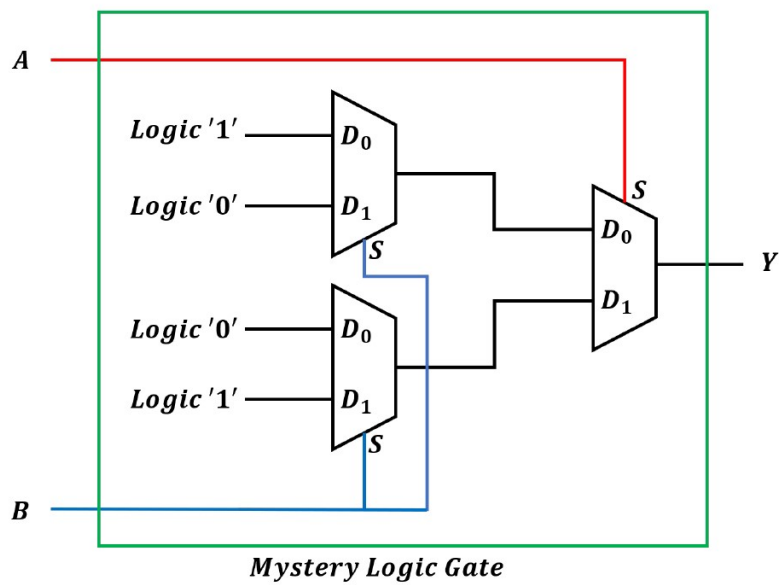 A
Logic '1'
D₀
Logic '0'
D₁
S
S
D₀
D₁
Y
Logic '0'
D₀
Logic '1'
D₁
S
B
Mystery Logic Gate